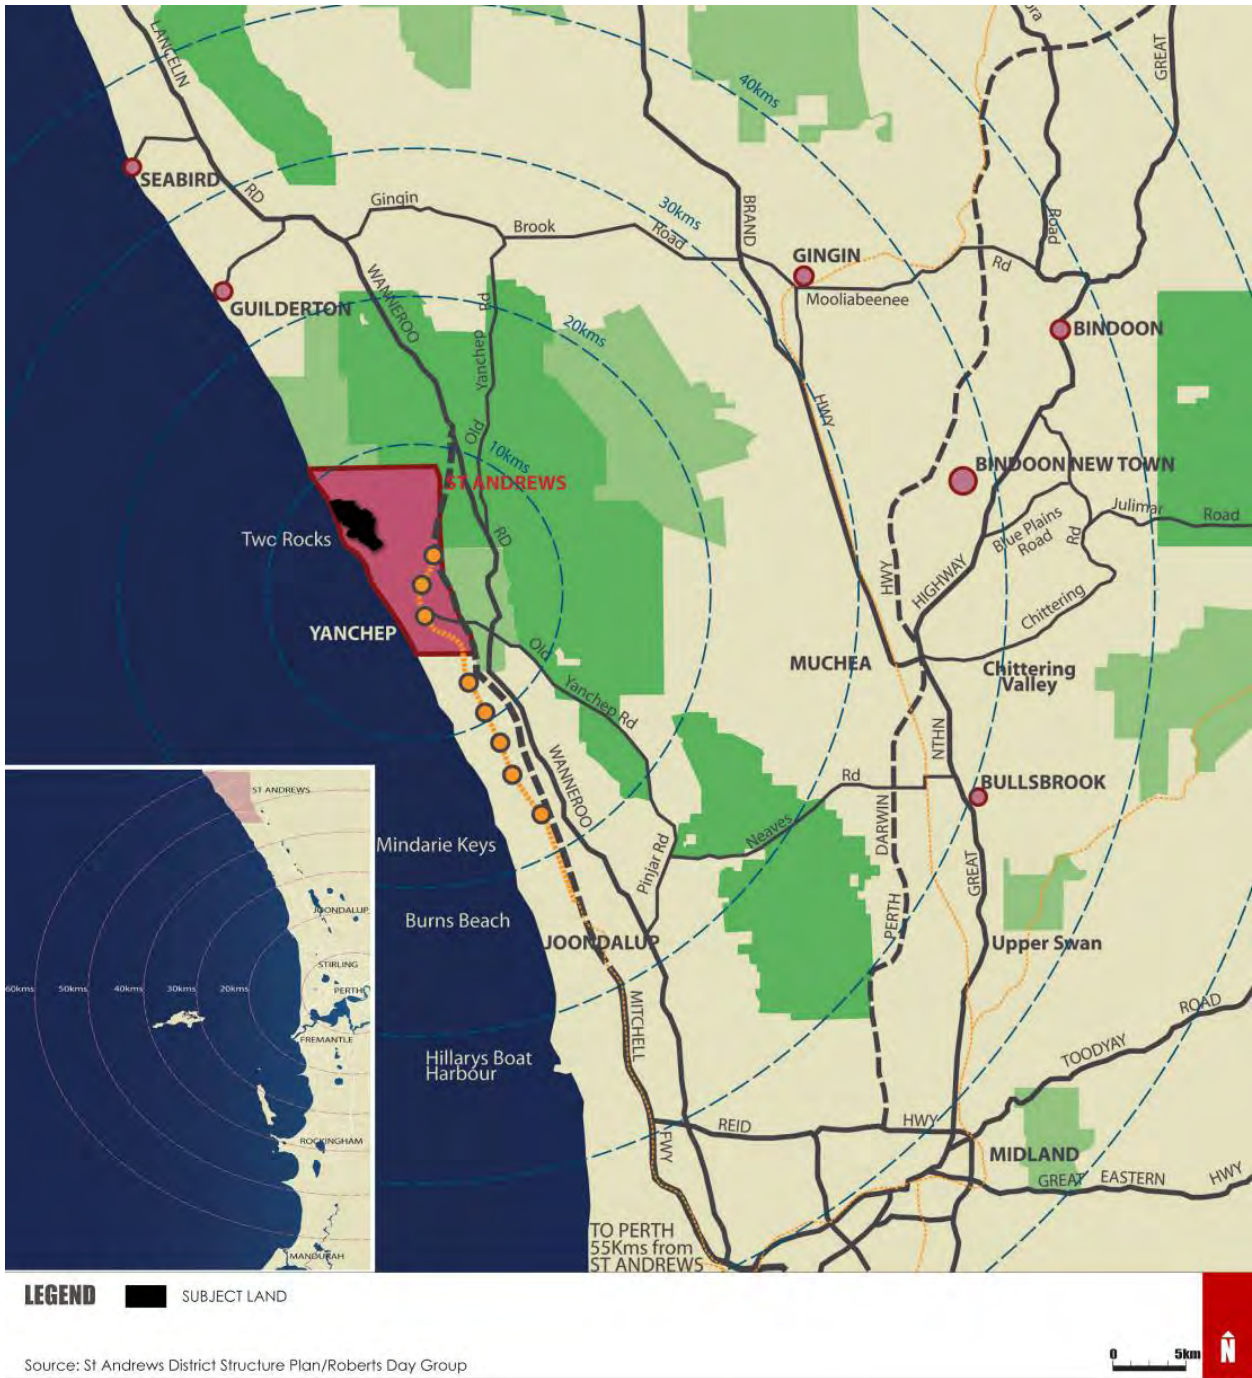 LANCELIN
RD
ora
GREAT
40kms
SEABIRD
Gingin
Brook
Road
30kms
BRAND
Road
GINGIN
Rd
Mooliabeenee
GUILDERTON
WANNEROO
Yanchep Rd
Old
20kms
BINDOON
HWY
10kms
ST ANDREWS
BINDOON NEW TOWN
Julimar
Road
Blue Plains
Road
Rd
Two Rocks
RD
HWY
HIGHWAY
Chittering
YANCHEP
Old
Yanchep Rd
MUCHEA
Chittering
Valley
NTHN
WANNEROO
Rd
BULLSBROOK
Neaves
DARWIN
Pinjar Rd
GREAT
Mindarie Keys
PERTH
Burns Beach
JOONDALUP
Upper Swan
MITCHELL
ROAD
TOODYAY
Hillarys Boat
Harbour
REID
HWY
FWY
MIDLAND
GREAT
EASTERN
HWY
TO PERTH
55Kms from
ST ANDREWS
ST ANDREWS
JOONDALUP
STIRLING
60kms
50kms
40kms
30kms
20kms
PERTH
FREMANTLE
ROCKINGHAM
MANDURAH
LEGEND
SUBJECT LAND
Source: St Andrews District Structure Plan/Roberts Day Group
0
5km
N